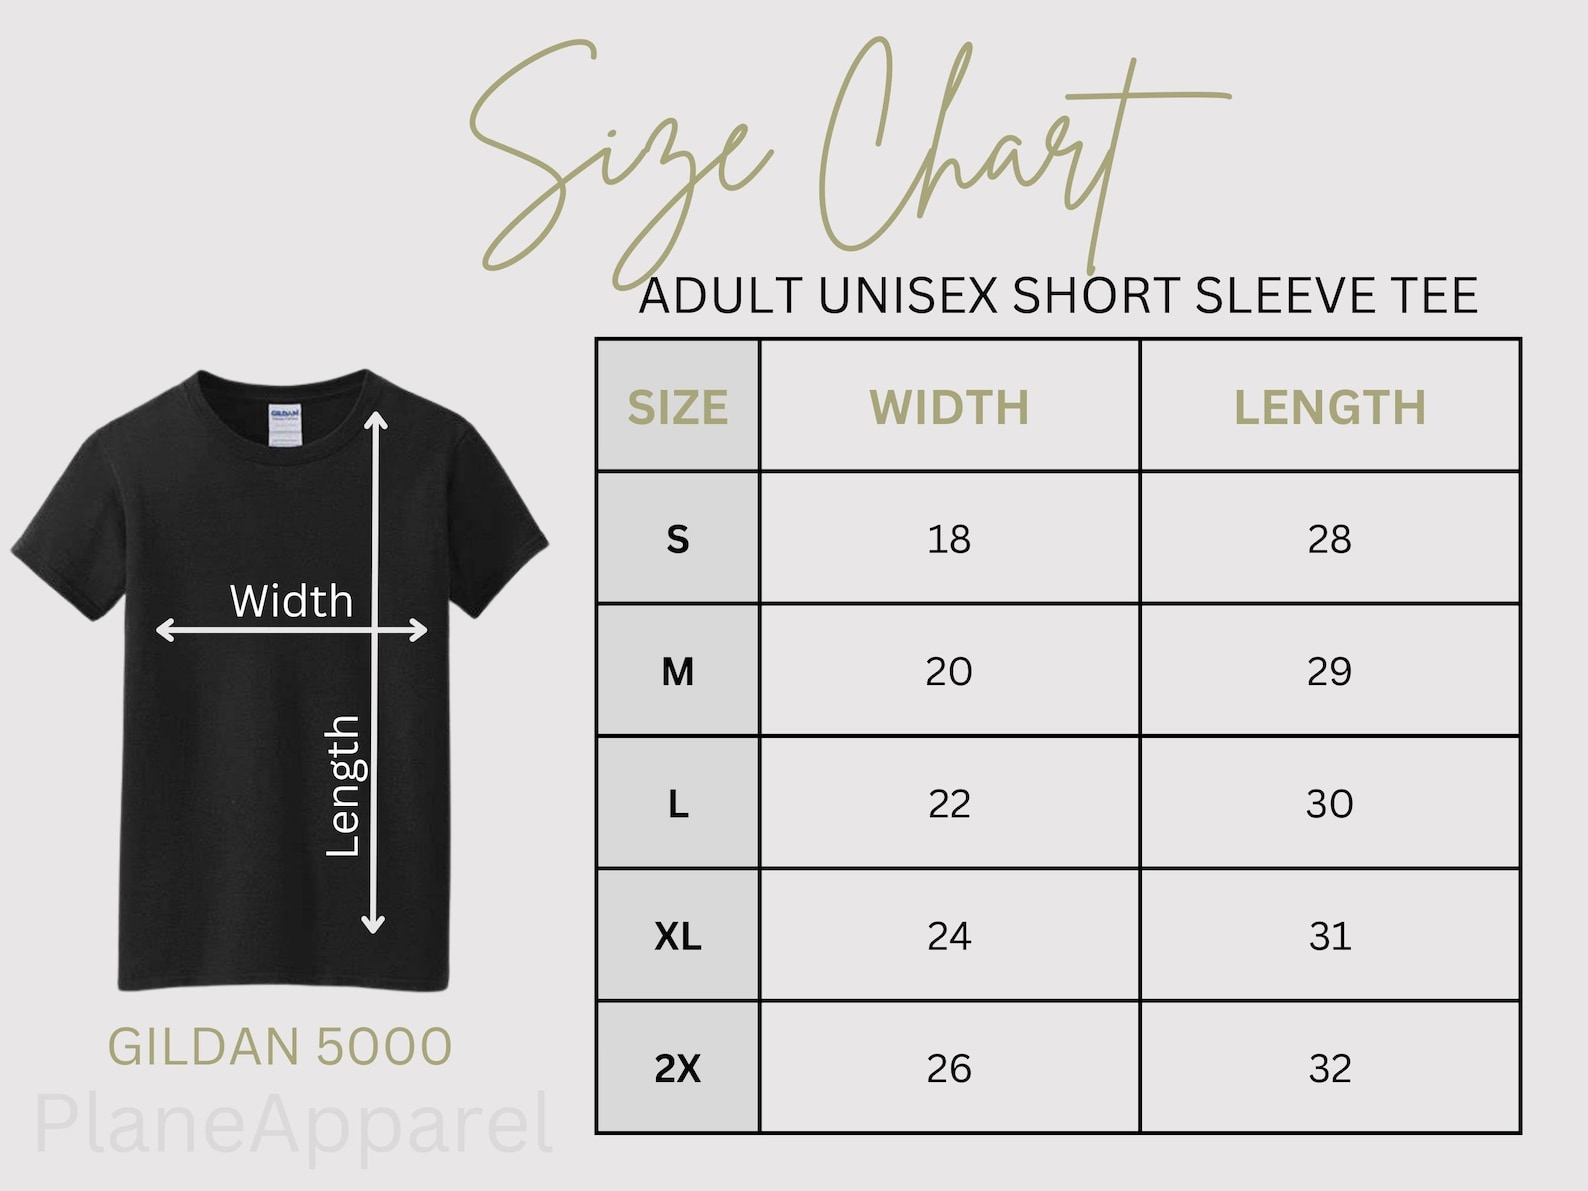 Size Chart
ADULT UNISEX SHORT SLEEVE TEE
SIZE WIDTH LENGTH
S 18 28
M 20 29
L 22 30
XL 24 31
2X 26 32
GILDAN
Width
Length
GILDAN 5000
PlaneApparel